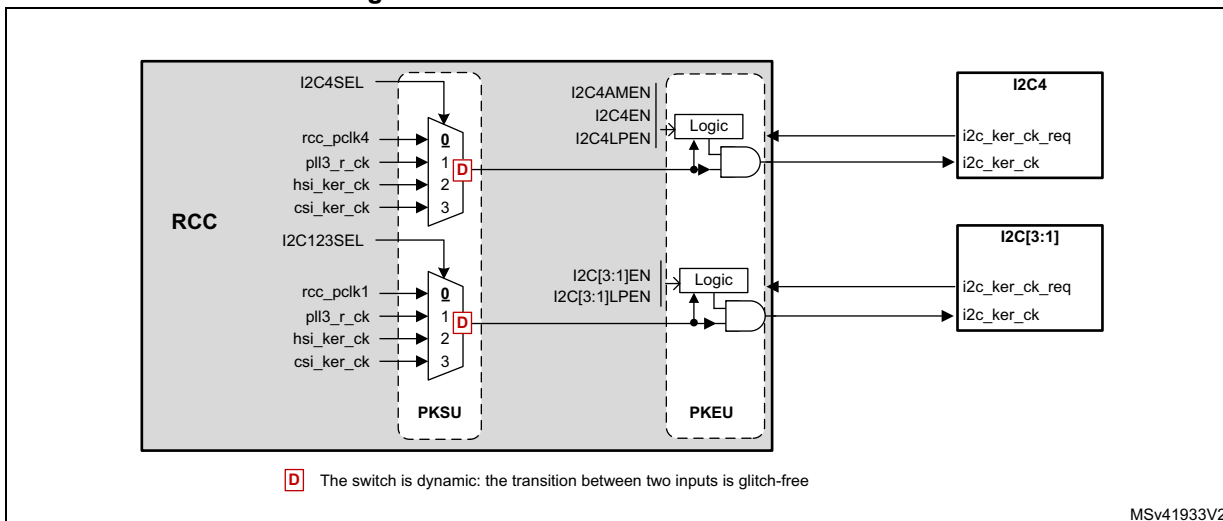 I2C4SEL
rcc_pclk4
pll3_r_ck
hsi_ker_ck
csi_ker_ck
0
1
2
3
D
RCC
I2C123SEL
rcc_pclk1
pll3_r_ck
hsi_ker_ck
csi_ker_ck
0
1
2
3
D
PKSU
I2C4AMEN
I2C4EN
I2C4LPEN
Logic
I2C[3:1]EN
I2C[3:1]LPEN
Logic
PKEU
I2C4
i2c_ker_ck_req
i2c_ker_ck
I2C[3:1]
i2c_ker_ck_req
i2c_ker_ck
D The switch is dynamic: the transition between two inputs is glitch-free
MSv41933V2